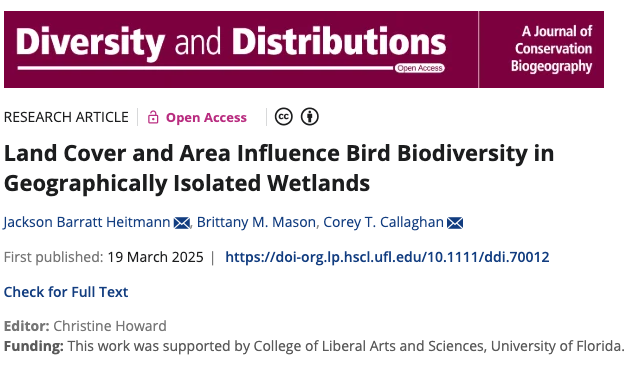 Diversity and Distributions
Open Access
A Journal of
Conservation
Biogeography
RESEARCH ARTICLE Open Access cc
Land Cover and Area Influence Bird Biodiversity in
Geographically Isolated Wetlands
Jackson Barratt Heitmann, Brittany M. Mason, Corey T. Callaghan
First published: 19 March 2025 | https://doi-org.lp.hscl.ufl.edu/10.1111/ddi.70012
Check for Full Text
Editor: Christine Howard
Funding: This work was supported by College of Liberal Arts and Sciences, University of Florida.